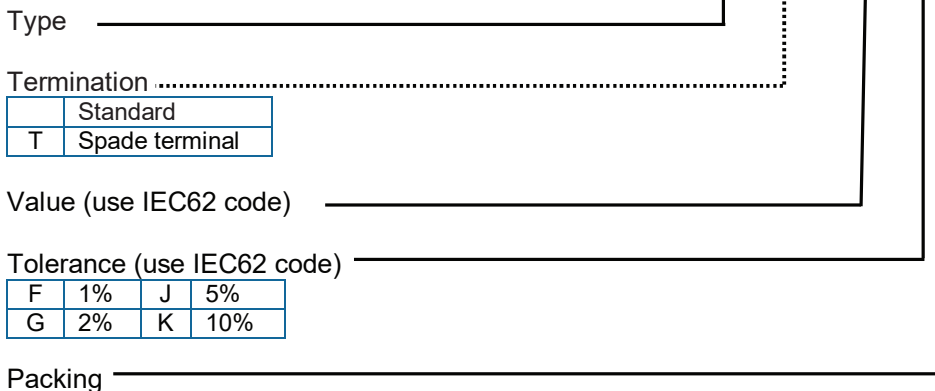 Type
Termination
Standard
T Spade terminal
Value (use IEC62 code)
Tolerance (use IEC62 code)
F 1% J 5%
G 2% K 10%
Packing